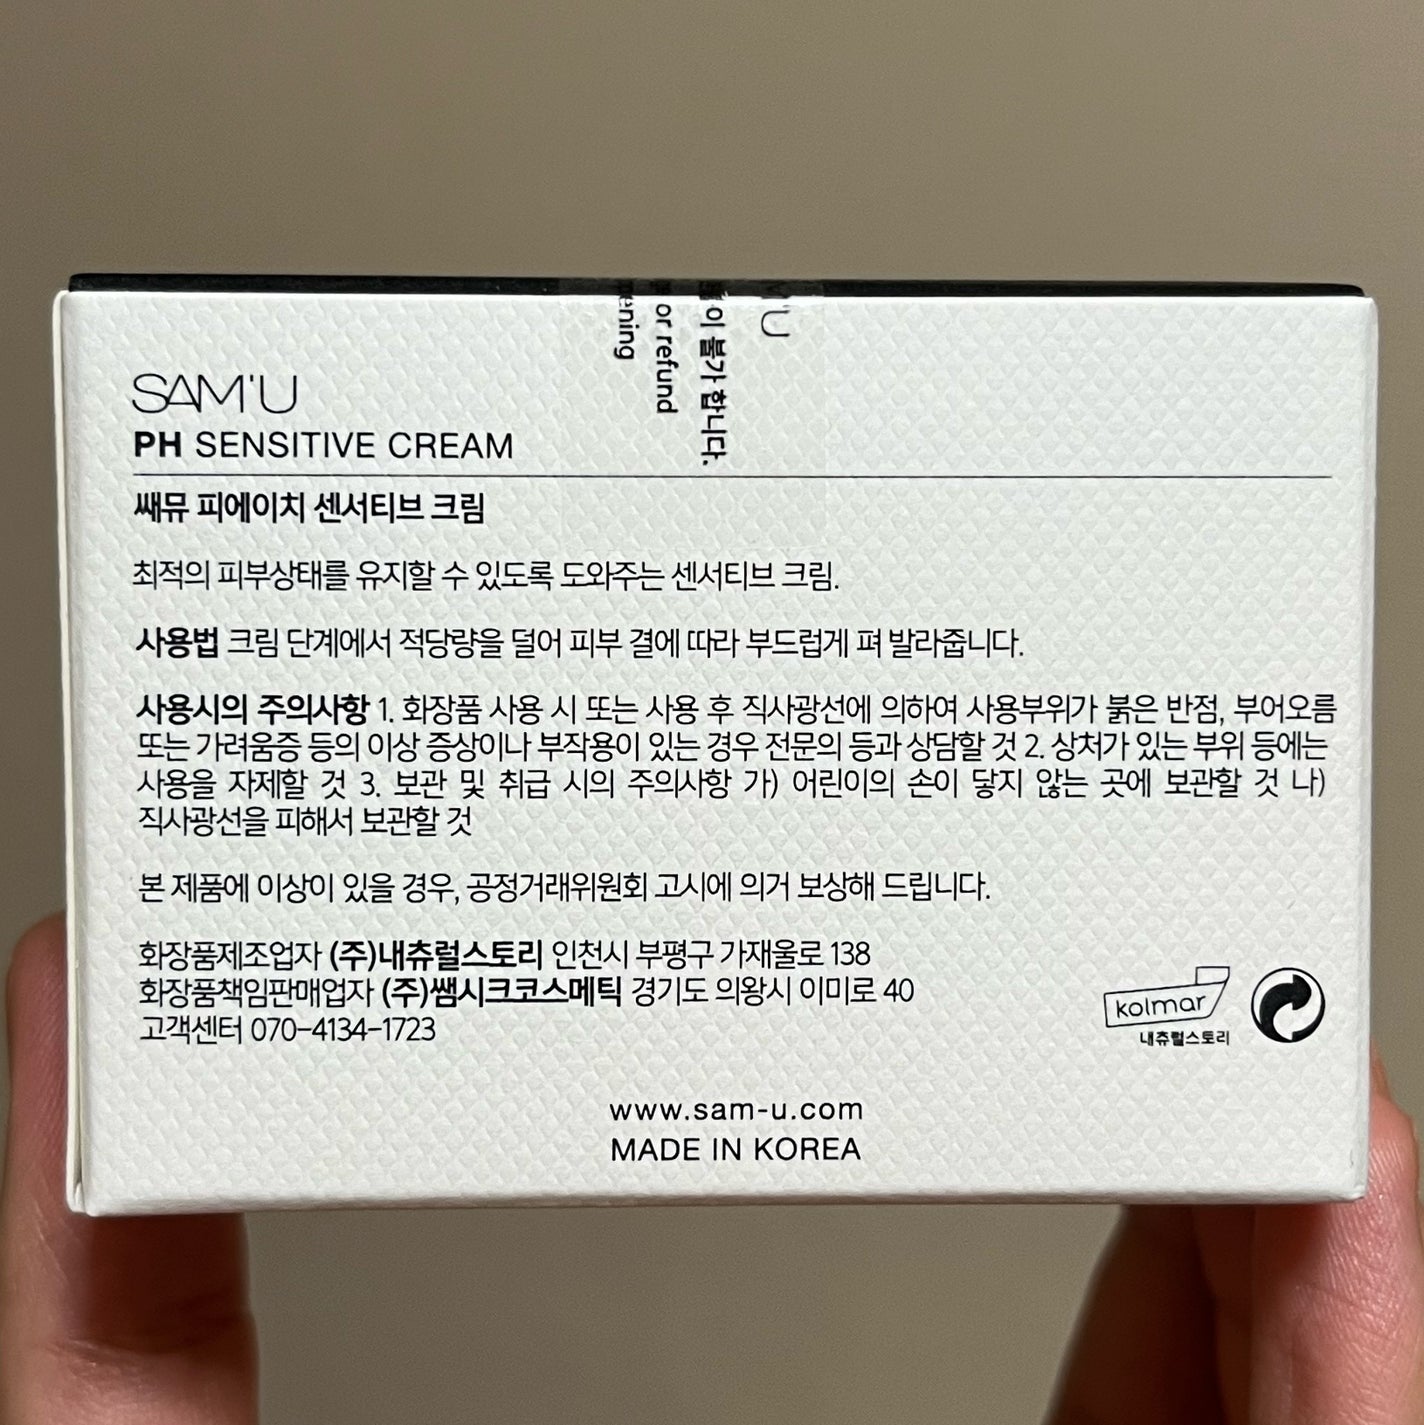 SAM'U
PH SENSITIVE CREAM
쌔뮤 피에이치 센서티브 크림
최적의 피부상태를 유지할 수 있도록 도와주는 센서티브 크림.
사용법 크림 단계에서 적당량을 덜어 피부 결에 따라 부드럽게 펴 발라줍니다.
사용시의 주의사항 1. 화장품 사용 시 또는 사용 후 직사광선에 의하여 사용부위가 붉은 반점, 부어오름
또는 가려움증 등의 이상 증상이나 부작용이 있는 경우 전문의 등과 상담할 것 2. 상처가 있는 부위 등에는
사용을 자제할 것 3. 보관 및 취급 시의 주의사항 가) 어린이의 손이 닿지 않는 곳에 보관할 것 나)
직사광선을 피해서 보관할 것
본 제품에 이상이 있을 경우, 공정거래위원회 고시에 의거 보상해 드립니다.
화장품제조업자 (주)내츄럴스토리 인천시 부평구 가재울로 138
화장품책임판매업자 (주)쌤시크코스메틱 경기도 의왕시 이미로 40
고객센터 070-4134-1723
kolmar
내츄럴스토리
www.sam-u.com
MADE IN KOREA
이 불가 합니다.
or refund